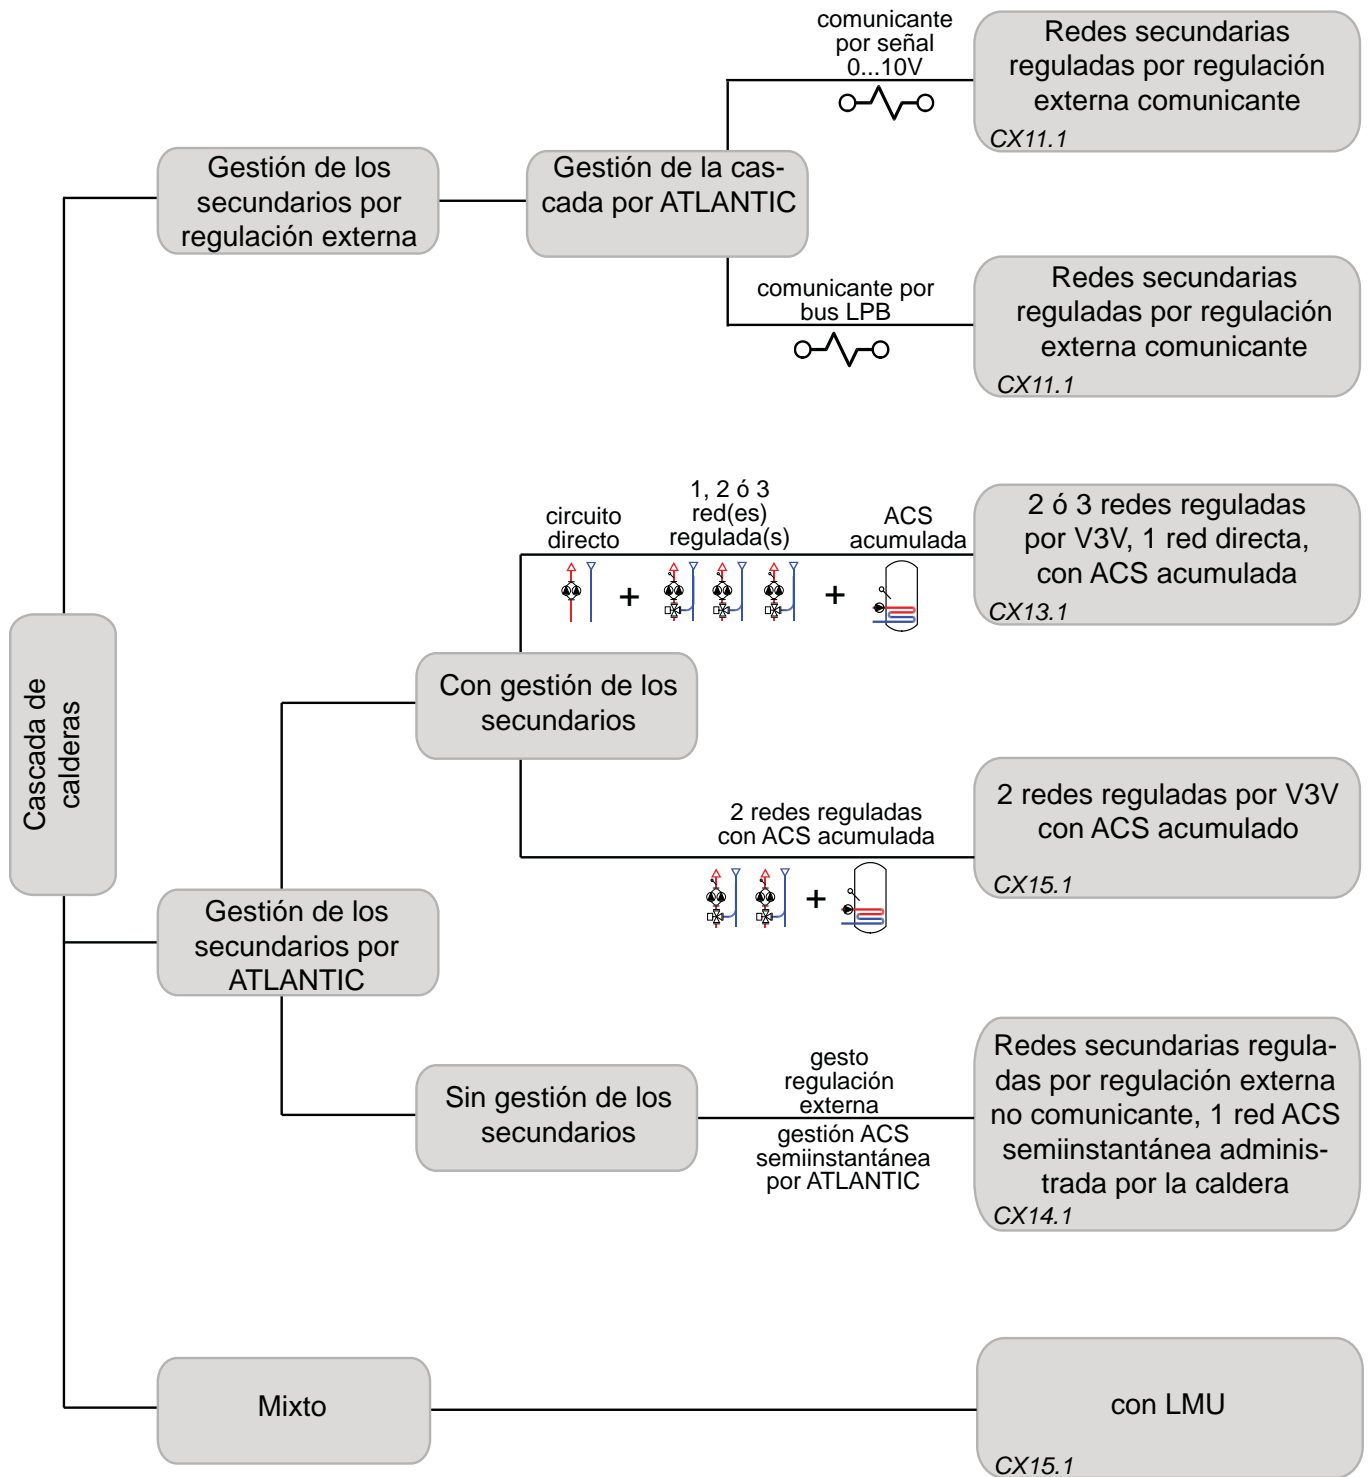 comunicante
por señal
0...10V
Redes secundarias
reguladas por regulación
externa comunicante
CX11.1
Gestión de los
secundarios por
regulación externa
Gestión de la cas-
cada por ATLANTIC
comunicante por
bus LPB
Redes secundarias
reguladas por regulación
externa comunicante
CX11.1
circuito
directo
+
1, 2 ó 3
red(es)
regulada(s)
+
ACS
acumulada
2 ó 3 redes reguladas
por V3V, 1 red directa,
con ACS acumulada
CX13.1
Cascada de
calderas
Con gestión de los
secundarios
2 redes reguladas
con ACS acumulada
+
2 redes reguladas por V3V
con ACS acumulado
CX15.1
Gestión de los
secundarios por
ATLANTIC
Sin gestión de los
secundarios
gesto
regulación
externa
gestión ACS
semiinstantánea
por ATLANTIC
Redes secundarias regula-
das por regulación externa
no comunicante, 1 red ACS
semiinstantánea adminis-
trada por la caldera
CX14.1
Mixto
con LMU
CX15.1